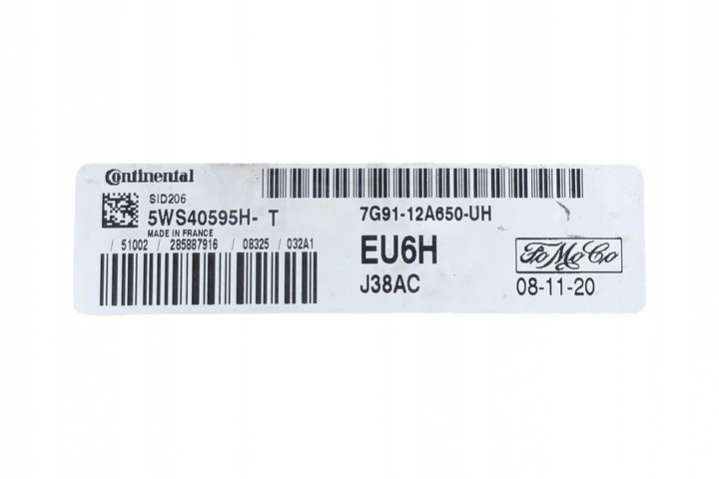 Continental
SID206
5WS40595H- T
MADE IN FRANCE
/ 51002 / 285887916 / 08325 / 032A1
7G91-12A650-UH
EU6H
J38AC
FoMoCo
08-11-20